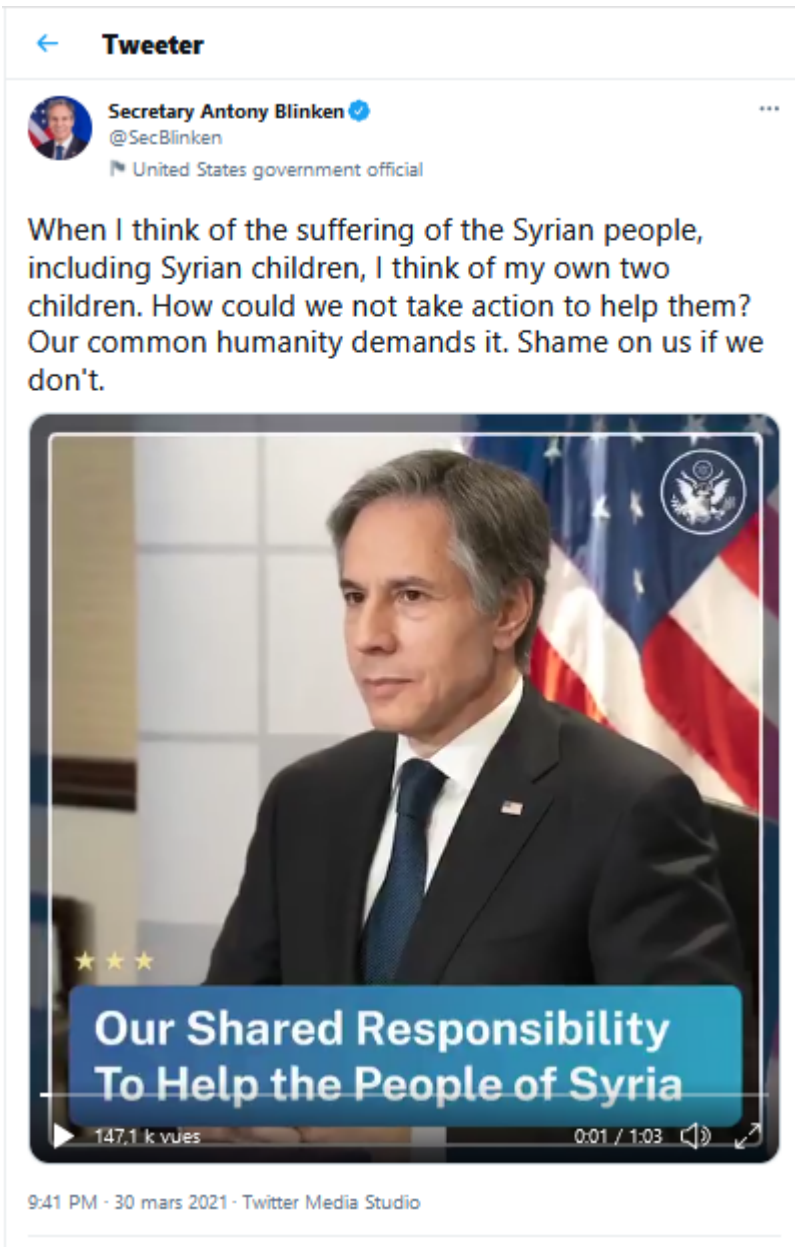 Tweeter
Secretary Antony Blinken
@SecBlinken
United States government official
When I think of the suffering of the Syrian people,
including Syrian children, I think of my own two
children. How could we not take action to help them?
Our common humanity demands it. Shame on us if we
don't.
Our Shared Responsibility
To Help the People of Syria
147,1 k vues
0:01 / 1:03
9:41 PM · 30 mars 2021 · Twitter Media Studio